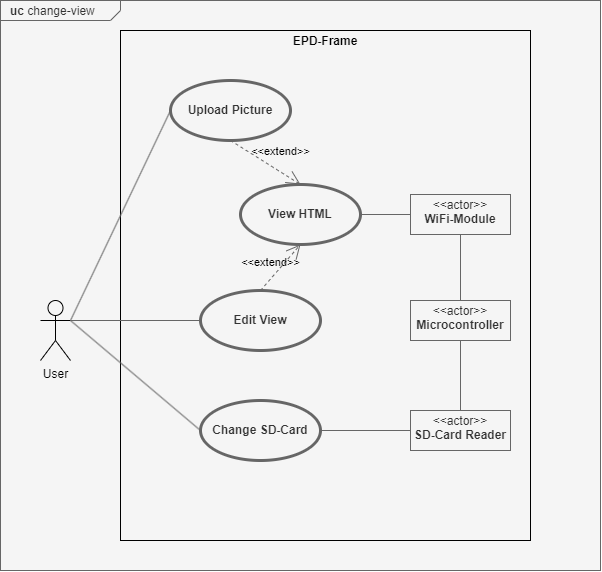 uc change-view
EPD-Frame
Upload Picture
<<extend>>
View HTML
<<actor>>
WiFi-Module
<<extend>>
Edit View
<<actor>>
Microcontroller
User
Change SD-Card
<<actor>>
SD-Card Reader